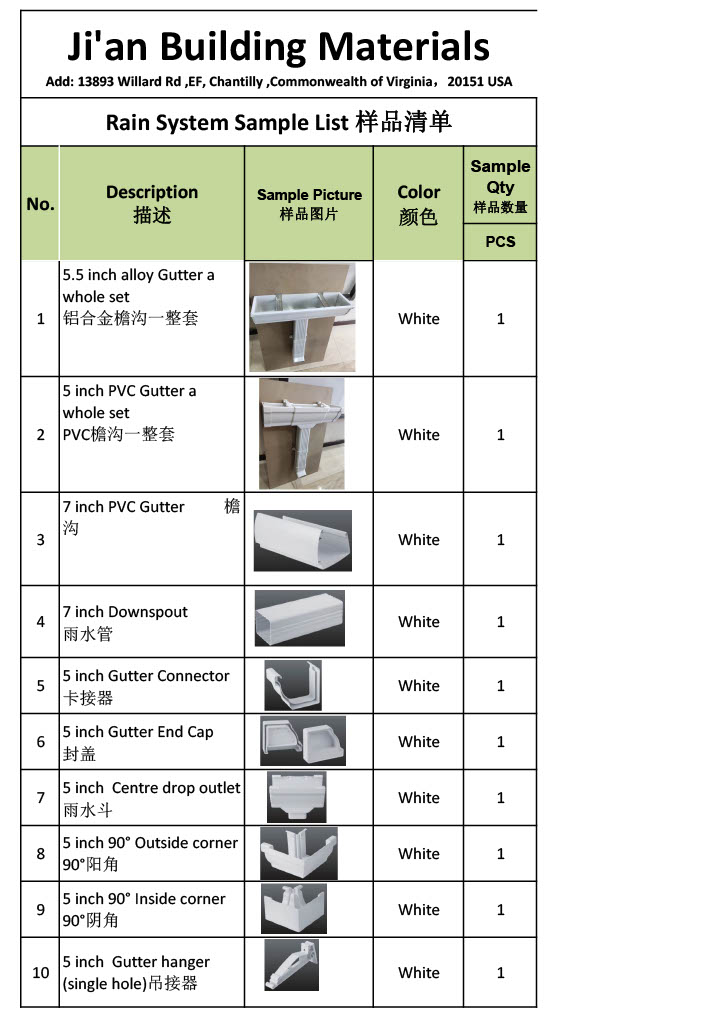 Ji'an Building Materials
Add: 13893 Willard Rd ,EF, Chantilly ,Commonwealth of Virginia，20151 USA
Rain System Sample List 样品清单
No.
Description
描述
Sample Picture
样品图片
Color
颜色
Sample
Qty
样品数量
PCS
1
5.5 inch alloy Gutter a
whole set
铝合金檐沟一整套
White
1
2
5 inch PVC Gutter a
whole set
PVC檐沟一整套
White
1
3
7 inch PVC Gutter 檐
沟
White
1
4
7 inch Downspout
雨水管
White
1
5
5 inch Gutter Connector
卡接器
White
1
6
5 inch Gutter End Cap
封盖
White
1
7
5 inch  Centre drop outlet
雨水斗
White
1
8
5 inch 90° Outside corner
90°阳角
White
1
9
5 inch 90° Inside corner
90°阴角
White
1
10
5 inch  Gutter hanger
(single hole)吊接器
White
1